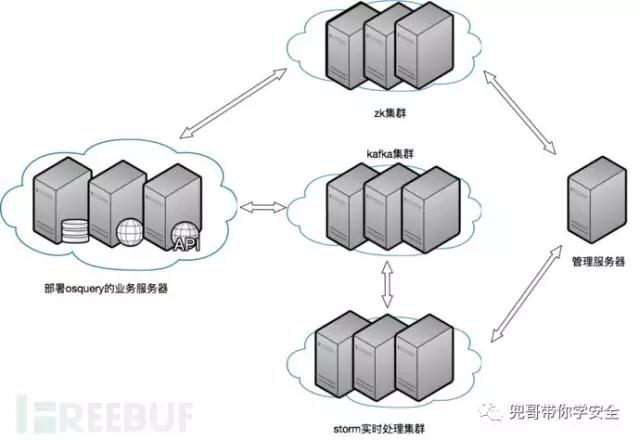 zk集群
kafka集群
API
部署osquery的业务服务器
管理服务器
storm实时处理集群
FREEBUF
兜哥带你学安全